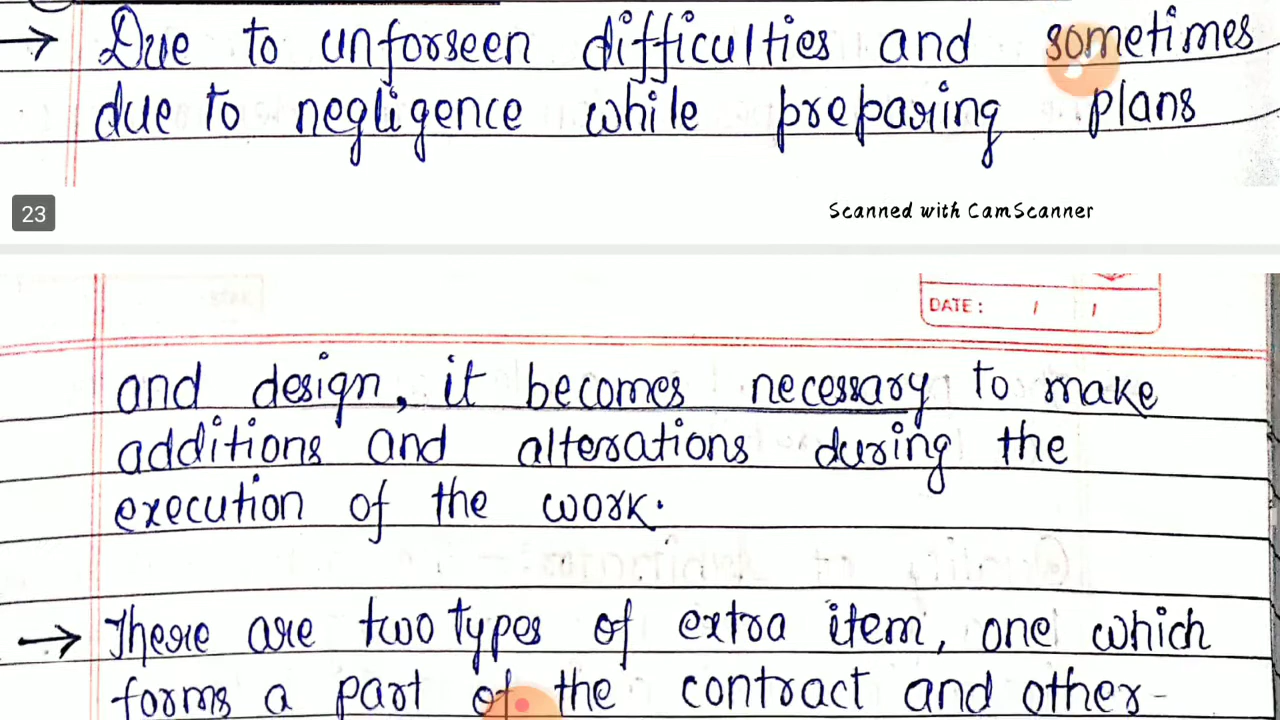 → Due to unforseen difficulties and sometimes
due to negligence while preparing plans
23
Scanned with CamScanner
DATE : / /
and design, it becomes necessary to make
additions and alterations during the
execution of the work.
→ There are two types of extra item, one which
forms a part of the contract and other-